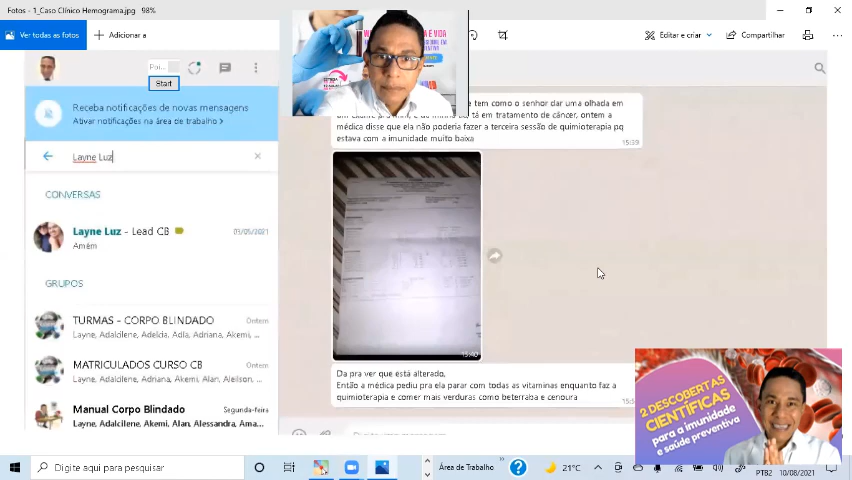 Fotos - 1_Caso Clínico Hemograma.jpg 98%
Ver todas as fotos
Adicionar a
Editar e criar
Compartilhar
Start
Receba notificações de novas mensagens
Ativar notificações na área de trabalho >
Layne Luz
CONVERSAS
Layne Luz - Lead CB
03/05/2021
Amém
GRUPOS
TURMAS - CORPO BLINDADO
Ontem
Layne, Adalcilene, Adelcia, Adla, Adriana, Akemi, ...
MATRICULADOS CURSO CB
Ontem
Layne, Adalcilene, Adriana, Akemi, Alan, Aleilson, ...
Manual Corpo Blindado
Segunda-feira
Layne, Adalcilene, Akemi, Alan, Alessandra, Ama...
tem como o senhor dar uma olhada em
tá em tratamento de câncer, ontem a
médica disse que ela não poderia fazer a terceira sessão de quimioterapia pq
estava com a imunidade muito baixa
15:39
15:40
Da pra ver que está alterado,
Então a médica pediu pra ela parar com todas as vitaminas enquanto faz a
quimioterapia e comer mais verduras como beterraba e cenoura
2 DESCOBERTAS
CIENTÍFICAS
para a imunidade
e saúde preventiva
Digite aqui para pesquisar
Área de Trabalho
21°C
PTB2
10/08/2021